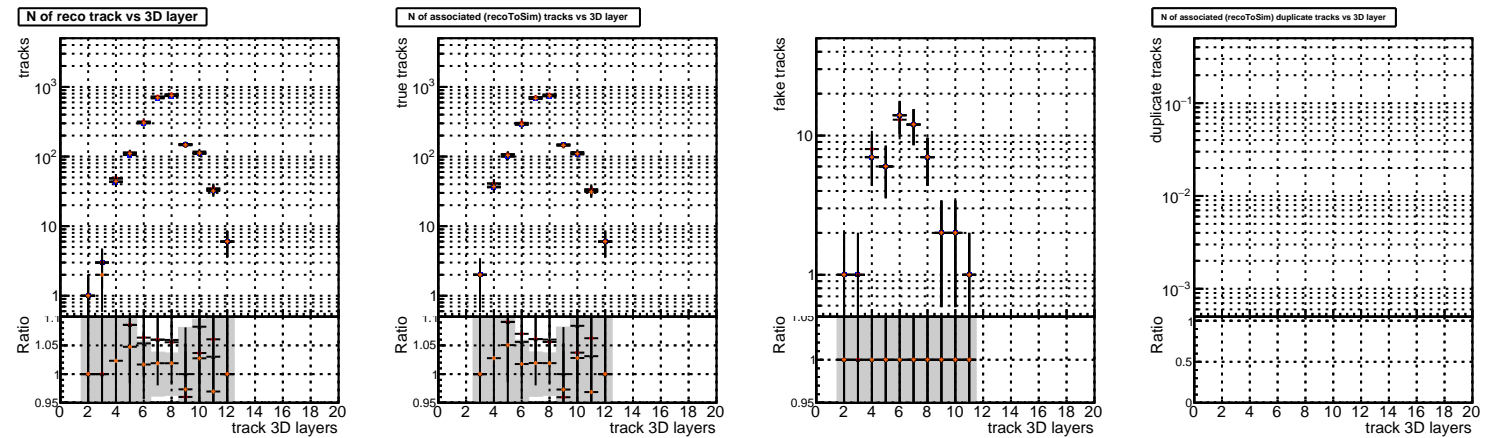 N of reco track vs 3D layer
tracks
10³
10²
10
1
Ratio
1.1
1.05
1
0.95
0 2 4 6 8 10 12 14 16 18 20
track 3D layers
N of associated (recoToSim) tracks vs 3D layer
true tracks
10³
10²
10
1
Ratio
1.1
1.05
1
0.95
0 2 4 6 8 10 12 14 16 18 20
track 3D layers
fake tracks
10
1
Ratio
1.05
1
0.95
0 2 4 6 8 10 12 14 16 18 20
track 3D layers
N of associated (recoToSim) duplicate tracks vs 3D layer
duplicate tracks
10⁻¹
10⁻²
10⁻³
Ratio
1
0.5
0
0 2 4 6 8 10 12 14 16 18 20
track 3D layers